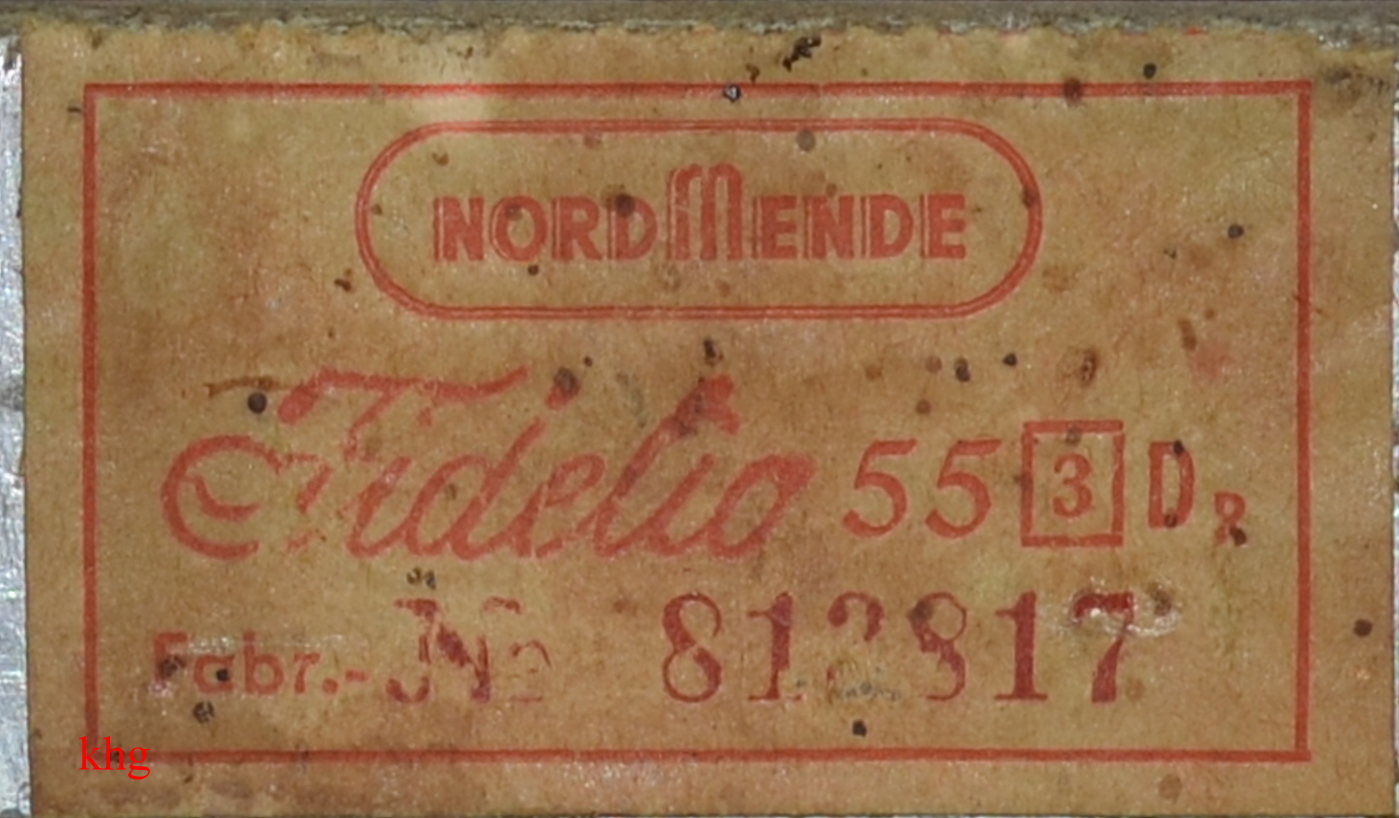 NORDMENDE
Fidelio 55 3 D R
Fabr.-№ 812817
khg